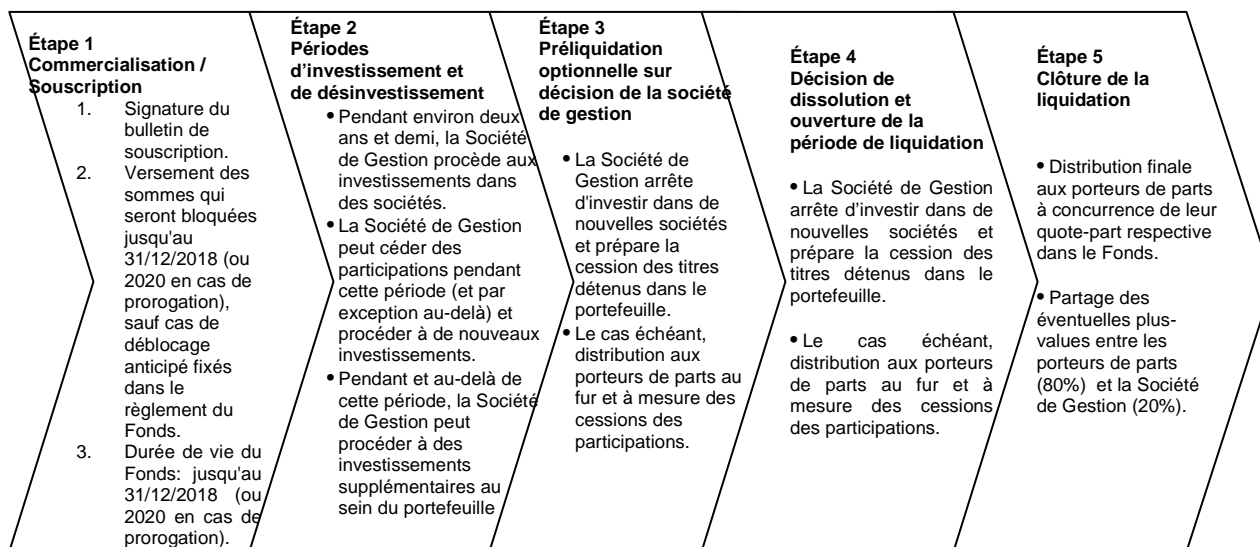 Étape 1
Commercialisation /
Souscription
1. Signature du
bulletin de
souscription.
2. Versement des
sommes qui
seront bloquées
jusqu'au
31/12/2018 (ou
2020 en cas de
prorogation),
sauf cas de
déblocage
anticipé fixés
dans le
règlement du
Fonds.
3. Durée de vie du
Fonds: jusqu'au
31/12/2018 (ou
2020 en cas de
prorogation).
Étape 2
Périodes
d’investissement et
de désinvestissement
• Pendant environ deux
ans et demi, la Société
de Gestion procède aux
investissements dans
des sociétés.
• La Société de Gestion
peut céder des
participations pendant
cette période (et par
exception au-delà) et
procéder à de nouveaux
investissements.
• Pendant et au-delà de
cette période, la Société
de Gestion peut
procéder à des
investissements
supplémentaires au
sein du portefeuille
Étape 3
Préliquidation
optionnelle sur
décision de la société
de gestion
• La Société de
Gestion arrête
d'investir dans de
nouvelles sociétés
et prépare la
cession des titres
détenus dans le
portefeuille.
• Le cas échéant,
distribution aux
porteurs de parts au
fur et à mesure des
cessions des
participations.
Étape 4
Décision de
dissolution et
ouverture de la
période de liquidation
• La Société de Gestion
arrête d’investir dans de
nouvelles sociétés et
prépare la cession des
titres détenus dans le
portefeuille.
• Le cas échéant,
distribution aux porteurs
de parts au fur et à
mesure des cessions
des participations.
Étape 5
Clôture de la
liquidation
• Distribution finale
aux porteurs de parts
à concurrence de leur
quote-part respective
dans le Fonds.
• Partage des
éventuelles plus-
values entre les
porteurs de parts
(80%) et la Société
de Gestion (20%).